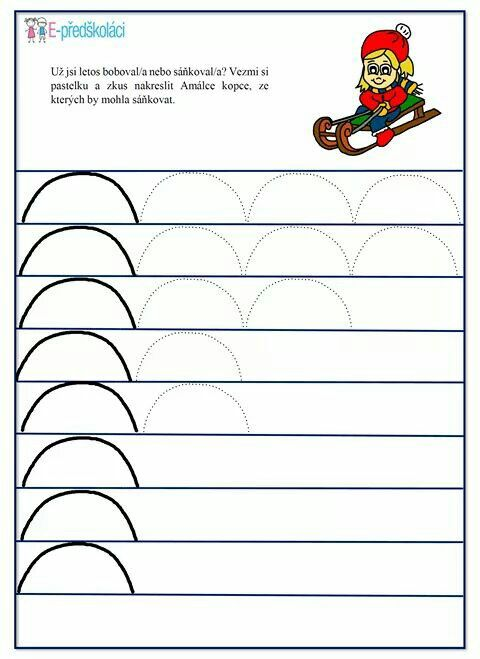 E-předškoláci
Už jsi letos boboval/a nebo sáňkoval/a? Vezmi si
pastelku a zkus nakreslit Amálce kopce, ze
kterých by mohla sáňkovat.